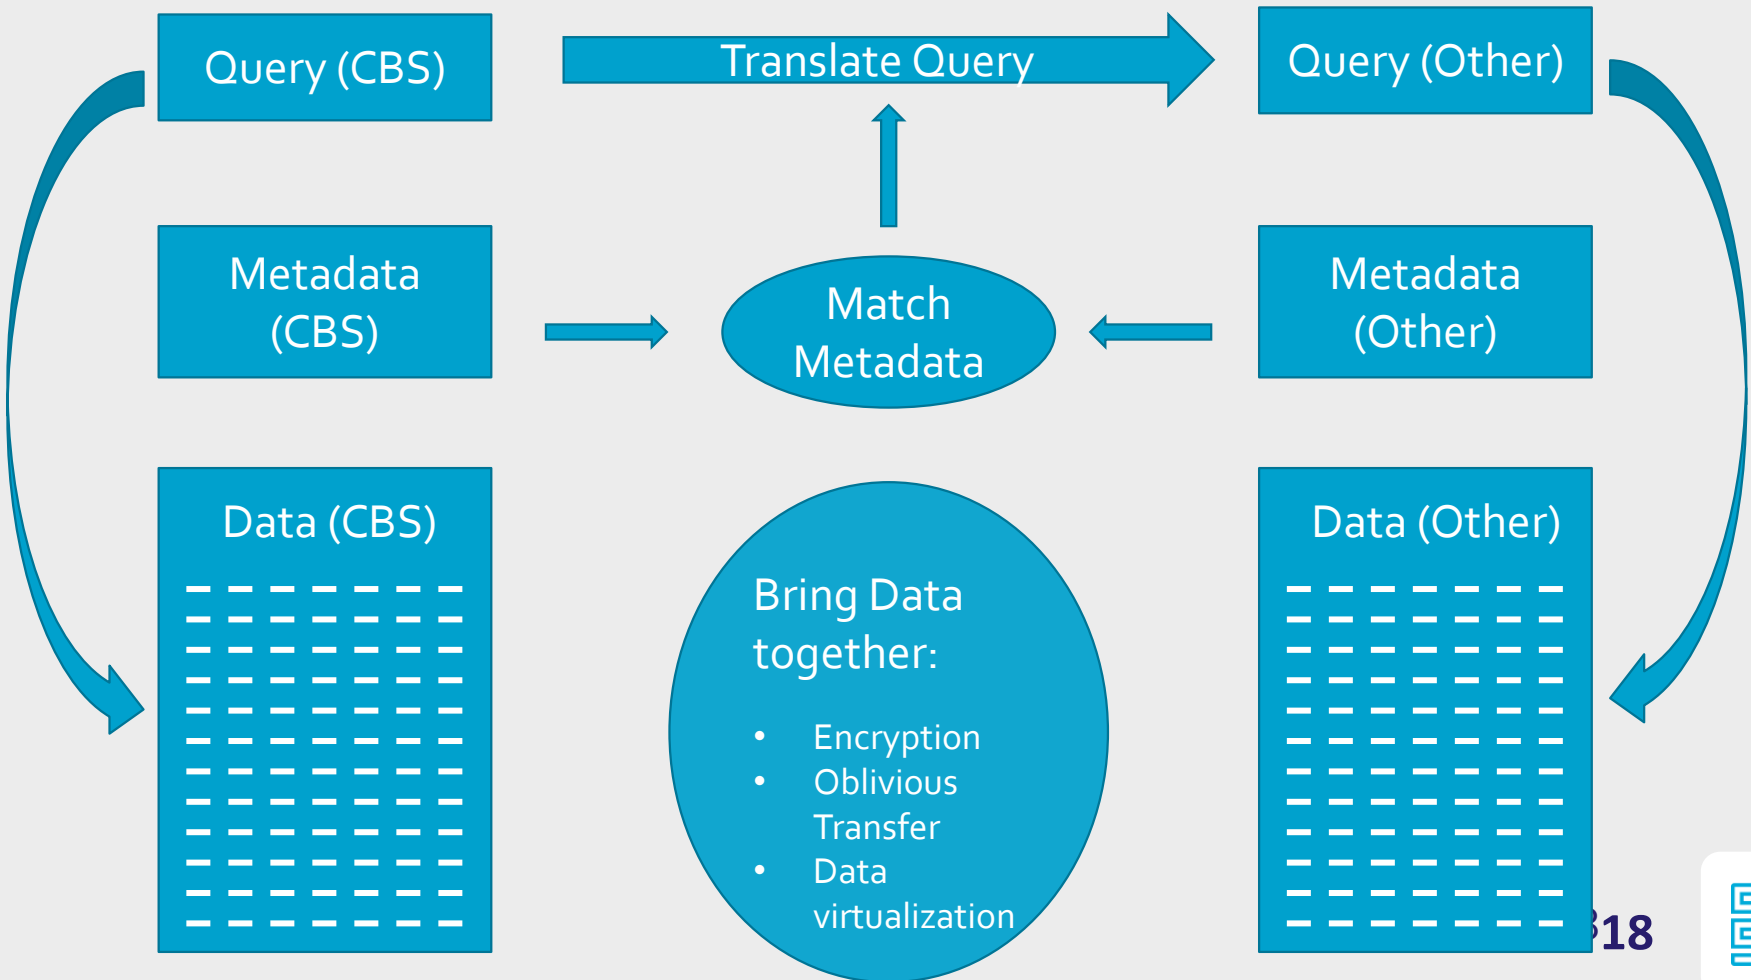 Query (CBS)
Translate Query
Query (Other)
Metadata
(CBS)
Match
Metadata
Metadata
(Other)
Data (CBS)
Bring Data
together:
• Encryption
• Oblivious
Transfer
• Data
virtualization
Data (Other)
18